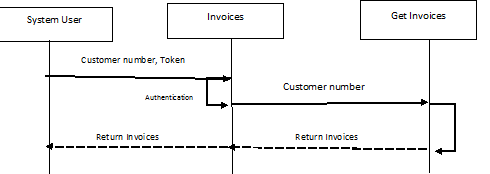 System User
Invoices
Get Invoices
Customer number, Token
Customer number
Authentication
Return Invoices
Return Invoices